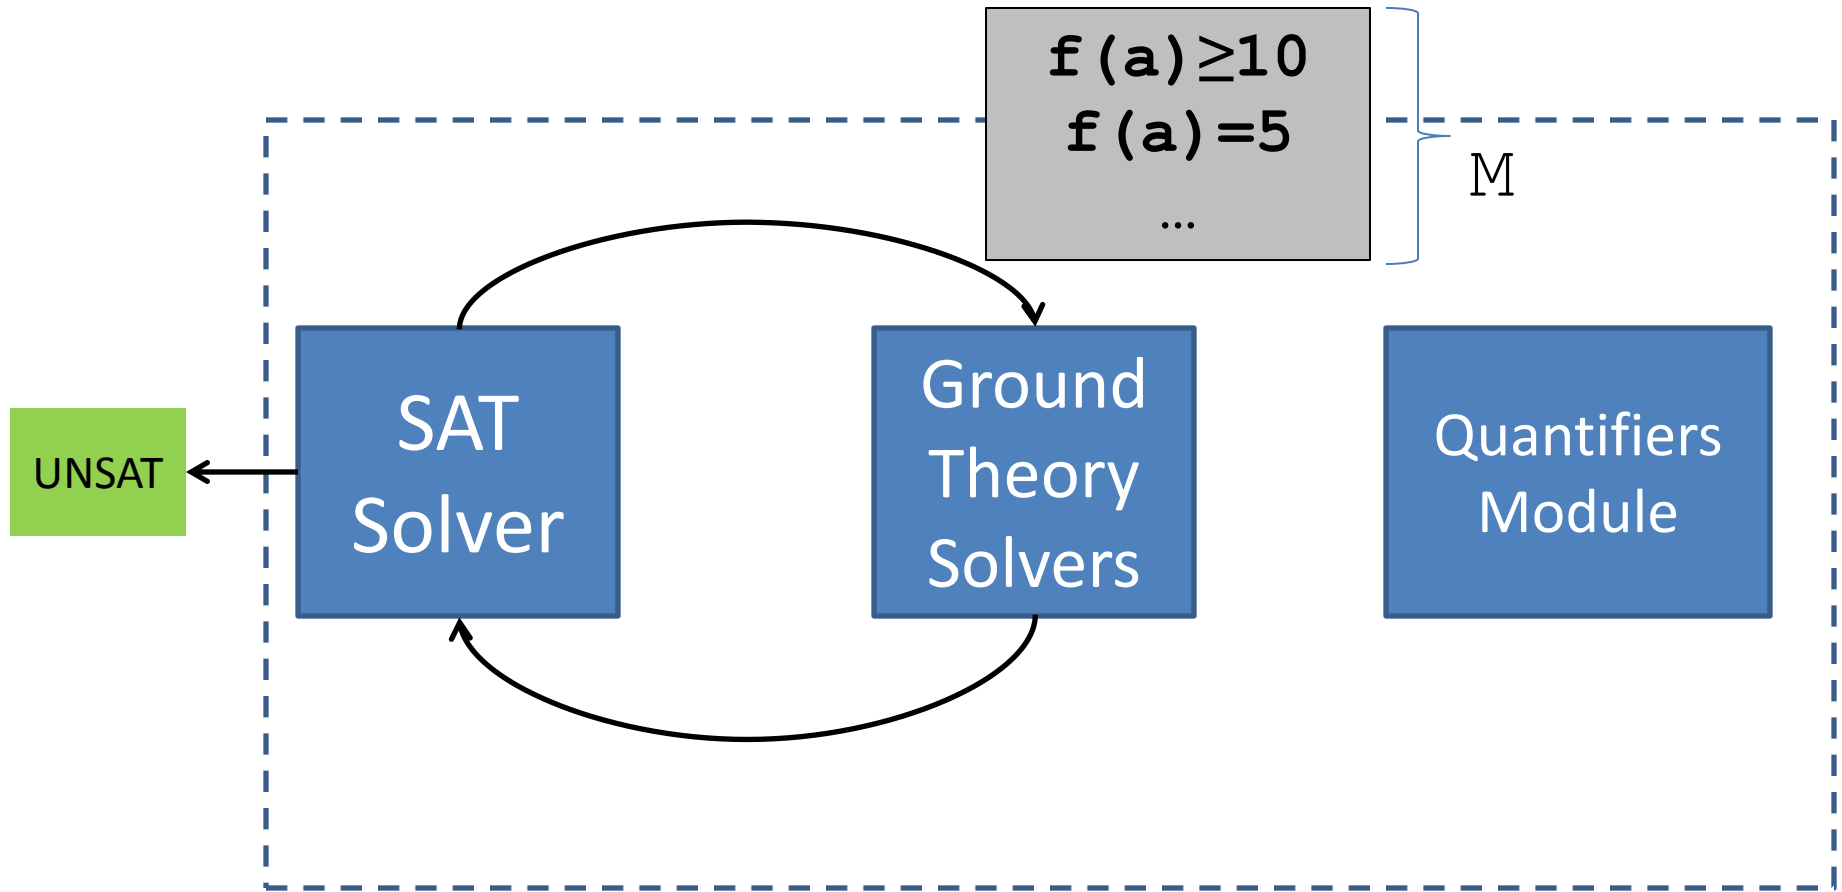 f(a)≥10
f(a)=5
…
M
SAT
Solver
Ground
Theory
Solvers
Quantifiers
Module
UNSAT